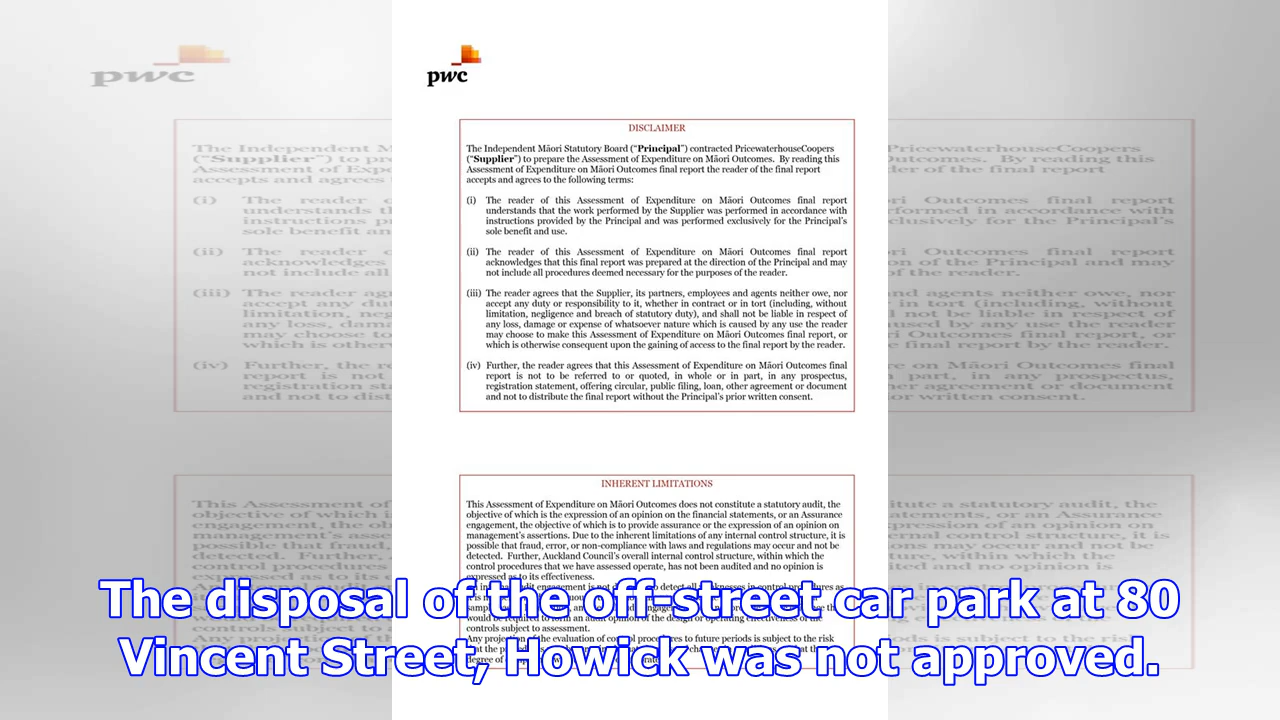 pwc
DISCLAIMER
The Independent Māori Statutory Board (“Principal”) contracted PricewaterhouseCoopers
(“Supplier”) to prepare the Assessment of Expenditure on Māori Outcomes. By reading this
Assessment of Expenditure on Māori Outcomes final report the reader of the final report
accepts and agrees to the following terms:
(i) The reader of this Assessment of Expenditure on Māori Outcomes final report
understands that the work performed by the Supplier was performed in accordance with
instructions provided by the Principal and was performed exclusively for the Principal’s
sole benefit and use.
(ii) The reader of this Assessment of Expenditure on Māori Outcomes final report
acknowledges that this final report was prepared at the direction of the Principal and may
not include all procedures deemed necessary for the purposes of the reader.
(iii) The reader agrees that the Supplier, its partners, employees and agents neither owe, nor
accept any duty or responsibility to it, whether in contract or in tort (including, without
limitation, negligence and breach of statutory duty), and shall not be liable in respect of
any loss, damage or expense of whatsoever nature which is caused by any use the reader
may choose to make this Assessment of Expenditure on Māori Outcomes final report, or
which is otherwise consequent upon the gaining of access to the final report by the reader.
(iv) Further, the reader agrees that this Assessment of Expenditure on Māori Outcomes final
report is not to be referred to or quoted, in whole or in part, in any prospectus,
registration statement, offering circular, public filing, loan, other agreement or document
and not to distribute the final report without the Principal’s prior written consent.
INHERENT LIMITATIONS
This Assessment of Expenditure on Māori Outcomes does not constitute a statutory audit, the
objective of which is the expression of an opinion on the financial statements, or an Assurance
engagement, the objective of which is to provide assurance or the expression of an opinion on
management’s assertions. Due to the inherent limitations of any internal control structure, it is
possible that fraud, error, or non-compliance with laws and regulations may occur and not be
detected. Further, Auckland Council’s overall internal control structure, within which the
control procedures that we have assessed operate, has not been audited and no opinion is
expressed as to its effectiveness.
controls subject to assessment.
The disposal of the off-street car park at 80
Vincent Street, Howick was not approved.